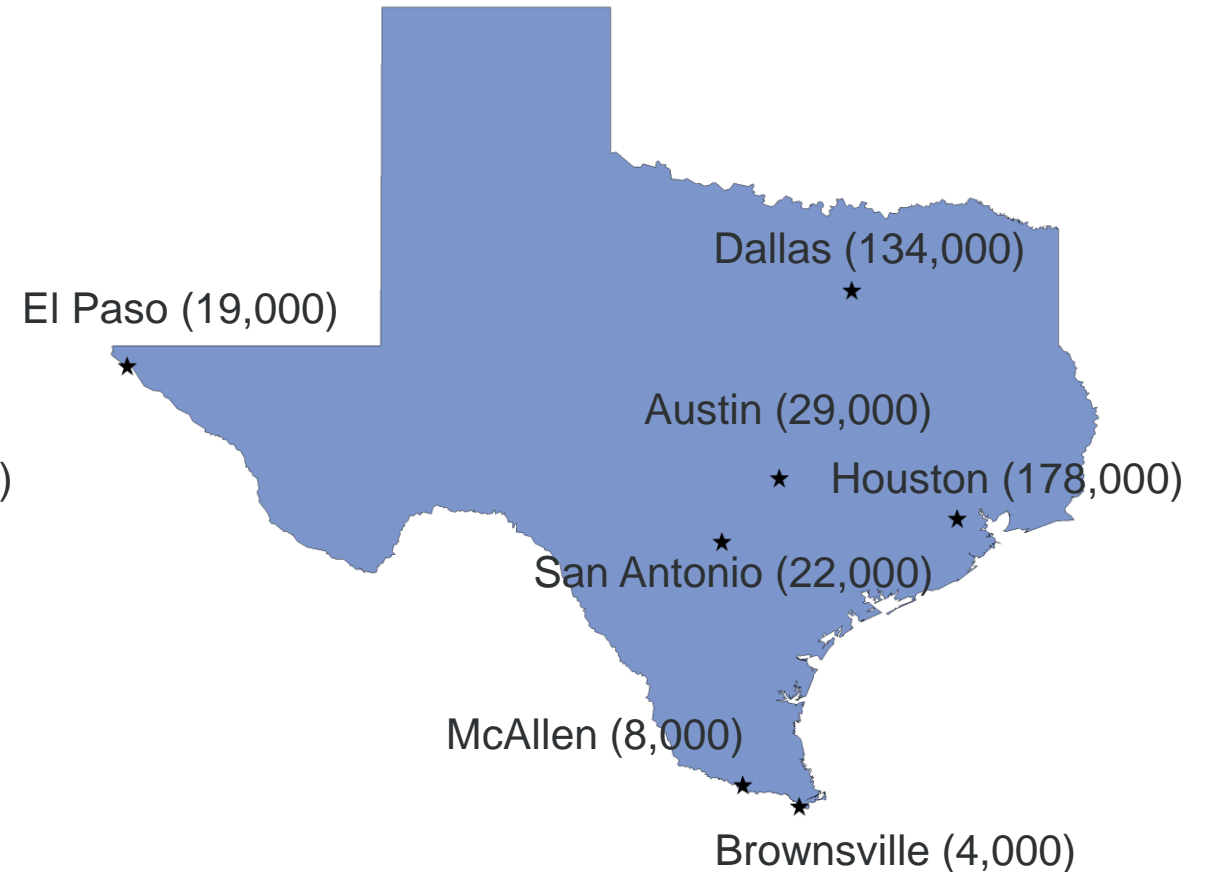 Dallas (134,000)
El Paso (19,000)
Austin (29,000)
)
Houston (178,000)
San Antonio (22,000)
McAllen (8,000)
Brownsville (4,000)